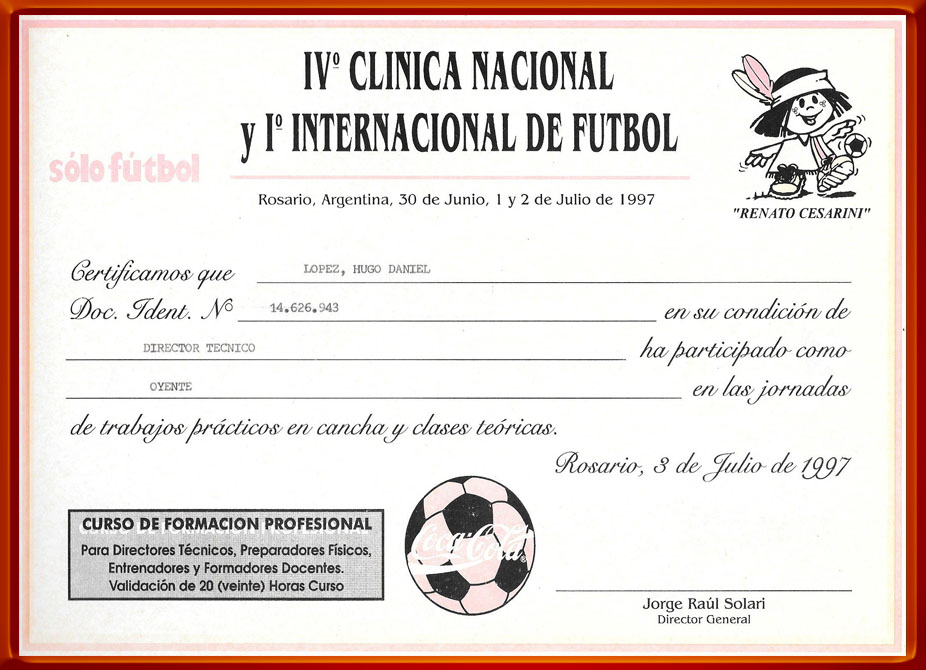 IVº CLINICA NACIONAL
y Iº INTERNACIONAL DE FUTBOL
sólo fútbol
Rosario, Argentina, 30 de Junio, 1 y 2 de Julio de 1997
"RENATO CESARINI"
Certificamos que LOPEZ, HUGO DANIEL
Doc. Ident. Nº 14.626.943 en su condición de
DIRECTOR TECNICO ha participado como
OYENTE en las jornadas
de trabajos prácticos en cancha y clases teóricas.
Rosario, 3 de Julio de 1997
CURSO DE FORMACION PROFESIONAL
Para Directores Técnicos, Preparadores Físicos,
Entrenadores y Formadores Docentes.
Validación de 20 (veinte) Horas Curso
Coca-Cola
Jorge Raúl Solari
Director General